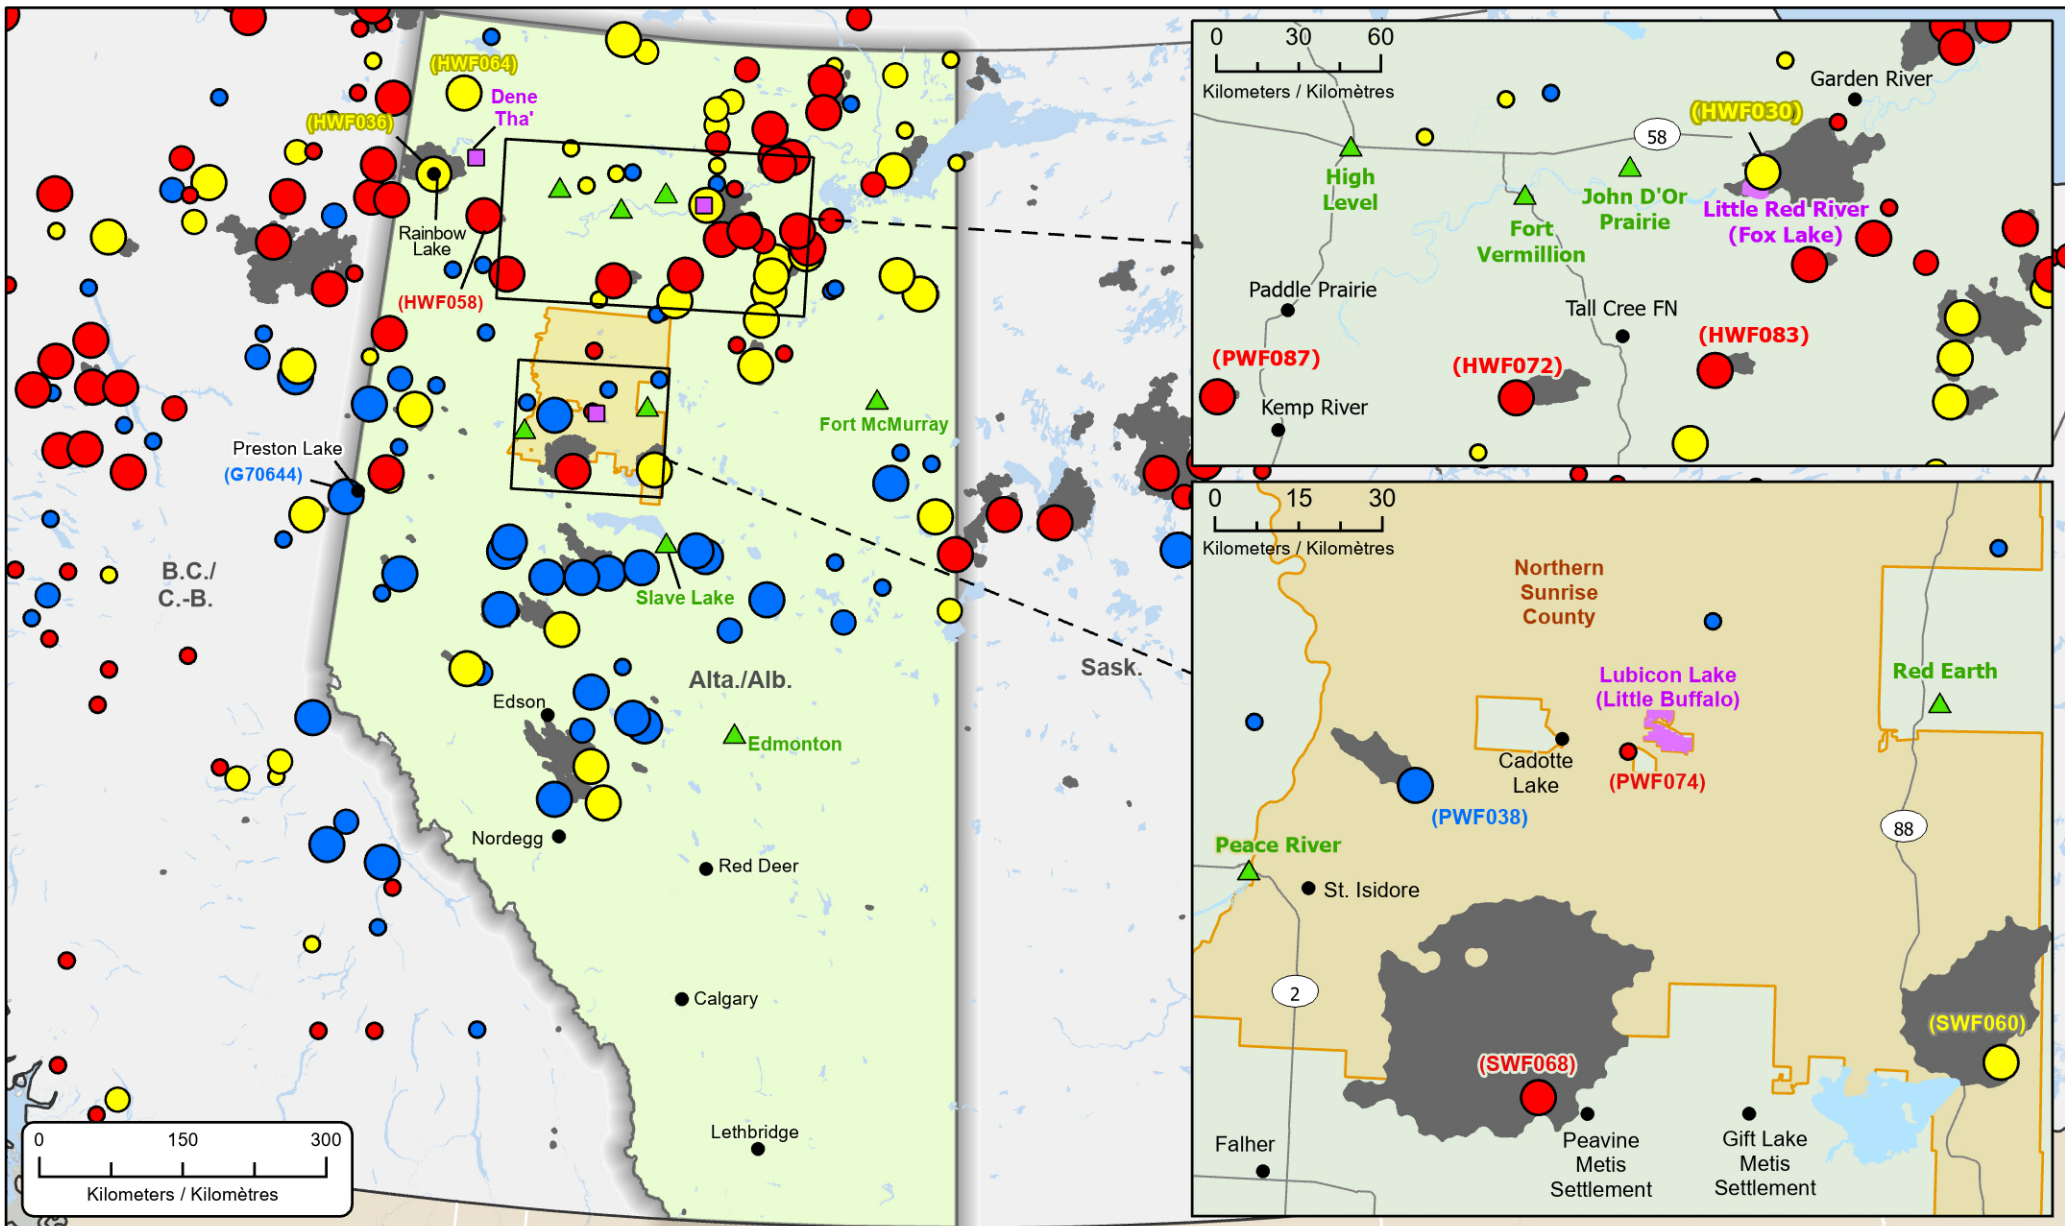 (HWF064)
Dene
Tha'
(HWF036)
Rainbow
Lake
(HWF058)
Fort McMurray
Preston Lake
(G70644)
B.C./
C.-B.
Slave Lake
Alta./Alb.
Sask.
Edson
Edmonton
Nordegg
Red Deer
Calgary
Lethbridge
0 150 300
Kilometers / Kilomètres
0 30 60
Kilometers / Kilomètres
Garden River
(HWF030)
58
High
Level
John D'Or
Prairie
Little Red River
(Fox Lake)
Fort
Vermillion
Paddle Prairie
Tall Cree FN
(PWF087)
(HWF072)
(HWF083)
Kemp River
0 15 30
Kilometers / Kilomètres
Northern
Sunrise
County
Lubicon Lake
(Little Buffalo)
Red Earth
Cadotte
Lake
(PWF074)
(PWF038)
88
Peace River
St. Isidore
2
(SWF060)
(SWF068)
Falher
Peavine
Metis
Settlement
Gift Lake
Metis
Settlement